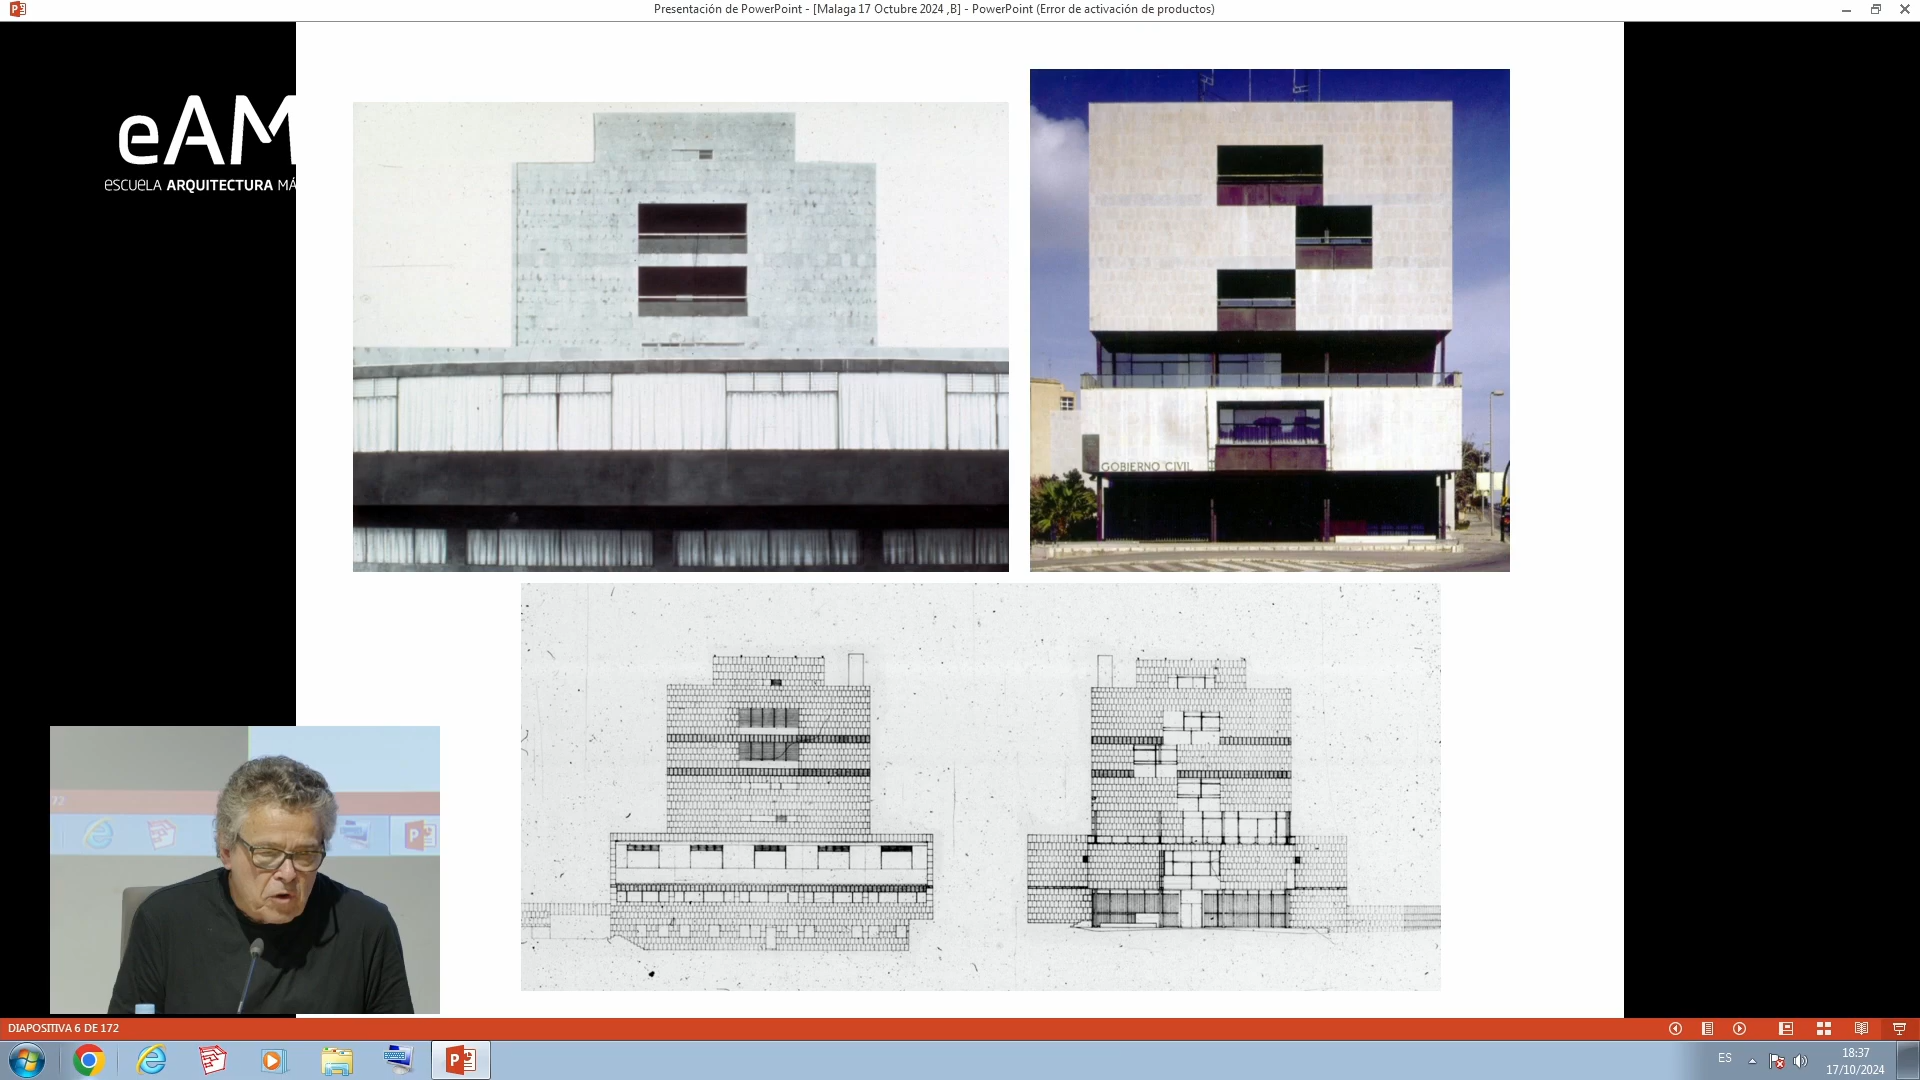 Presentación de PowerPoint - [Malaga 17 Octubre 2024 ,B] - PowerPoint (Error de activación de productos)
eAM
escuela ARQUITECTURA MÁ
GOBIERNO CIVIL
DIAPOSITIVA 6 DE 172
ES
18:37
17/10/2024